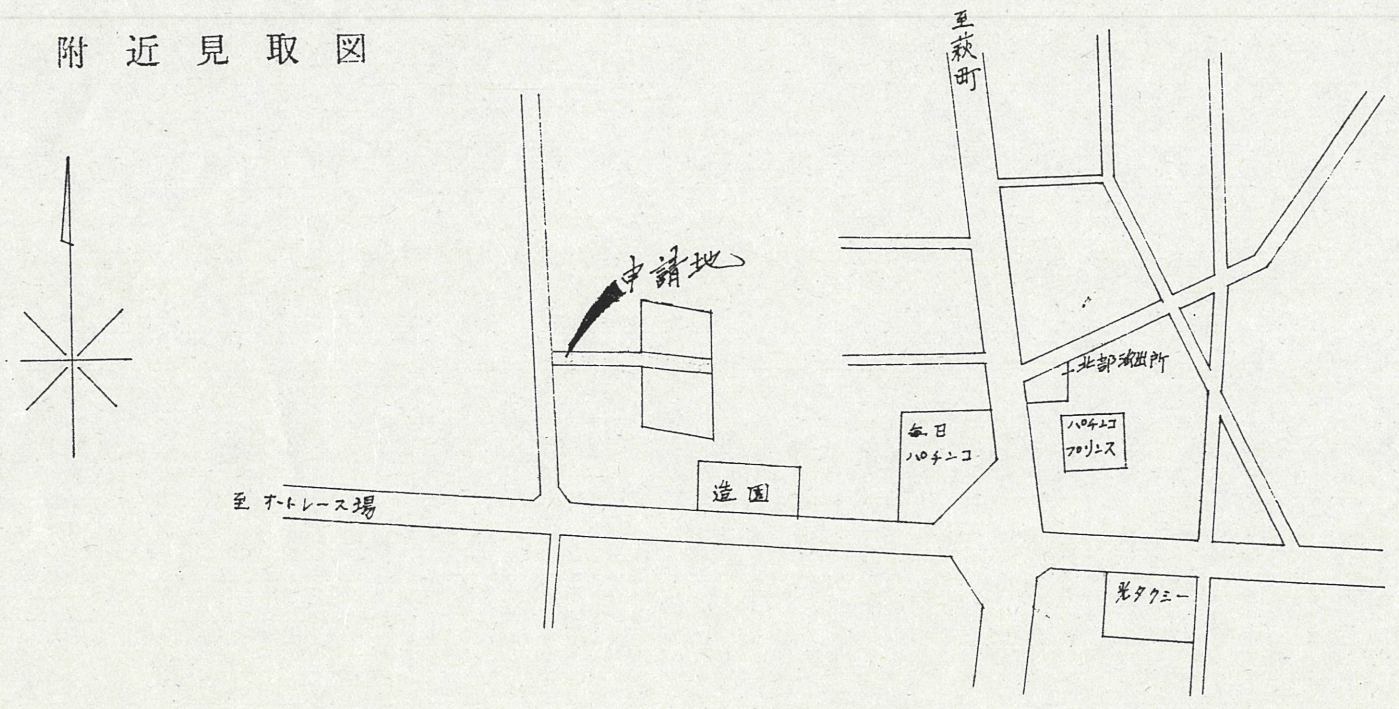 附近見取図
至萩町
申請地
北部派出所
毎日
パチンコ
パチンコ
プリンス
造園
至 オートレース場
光タクシー